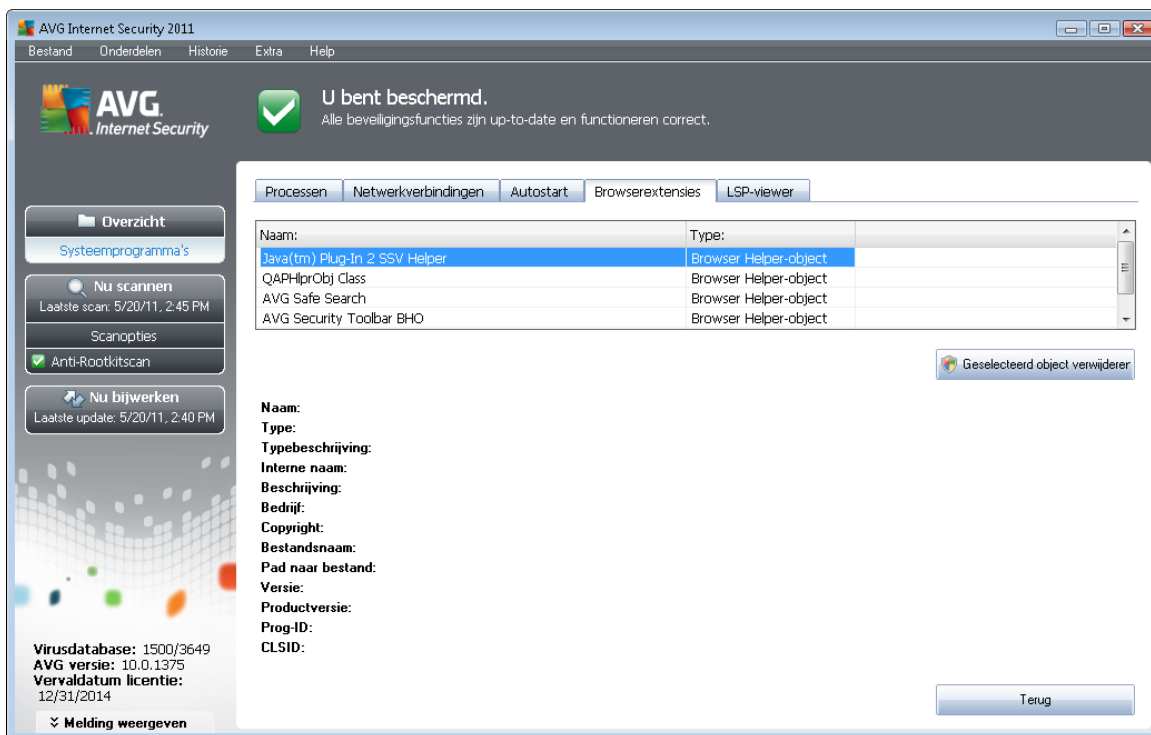 AVG Internet Security 2011
Bestand Onderdelen Historie Extra Help
AVG.
Internet Security
U bent beschermd.
Alle beveiligingsfuncties zijn up-to-date en functioneren correct.
Overzicht
Systeemprogramma's
Nu scannen
Laatste scan: 5/20/11, 2:45 PM
Scanopties
Anti-Rootkitscan
Nu bijwerken
Laatste update: 5/20/11, 2:40 PM
Virusdatabase: 1500/3649
AVG versie: 10.0.1375
Vervaldatum licentie:
12/31/2014
Melding weergeven
Processen Netwerkverbindingen Autostart Browserextensies LSP-viewer
Naam: Type:
Java(tm) Plug-In 2 SSV Helper Browser Helper-object
QAPHlprObj Class Browser Helper-object
AVG Safe Search Browser Helper-object
AVG Security Toolbar BHO Browser Helper-object
Geselecteerd object verwijderer
Naam:
Type:
Typebeschrijving:
Interne naam:
Beschrijving:
Bedrijf:
Copyright:
Bestandsnaam:
Pad naar bestand:
Versie:
Productversie:
Prog-ID:
CLSID:
Terug